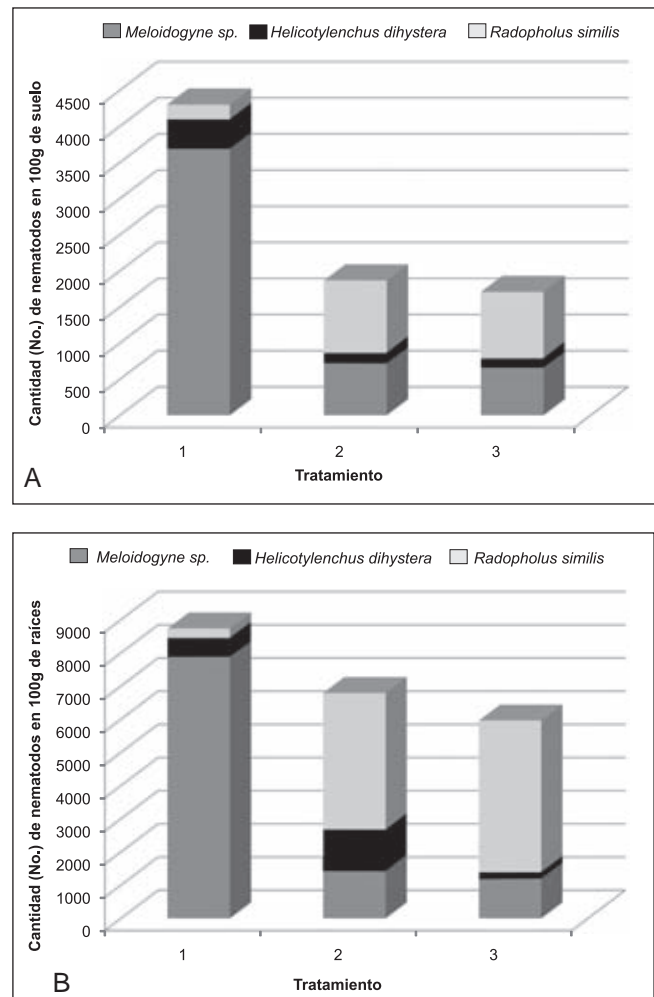 Meloidogyne sp. Helicotylenchus dihystera Radopholus similis
Cantidad (No.) de nematodos en 100g de suelo
4500
4000
3500
3000
2500
2000
1500
1000
500
0
1 2 3
Tratamiento
A
Meloidogyne sp. Helicotylenchus dihystera Radopholus similis
Cantidad (No.) de nematodos en 100g de raíces
9000
8000
7000
6000
5000
4000
3000
2000
1000
0
1 2 3
Tratamiento
B